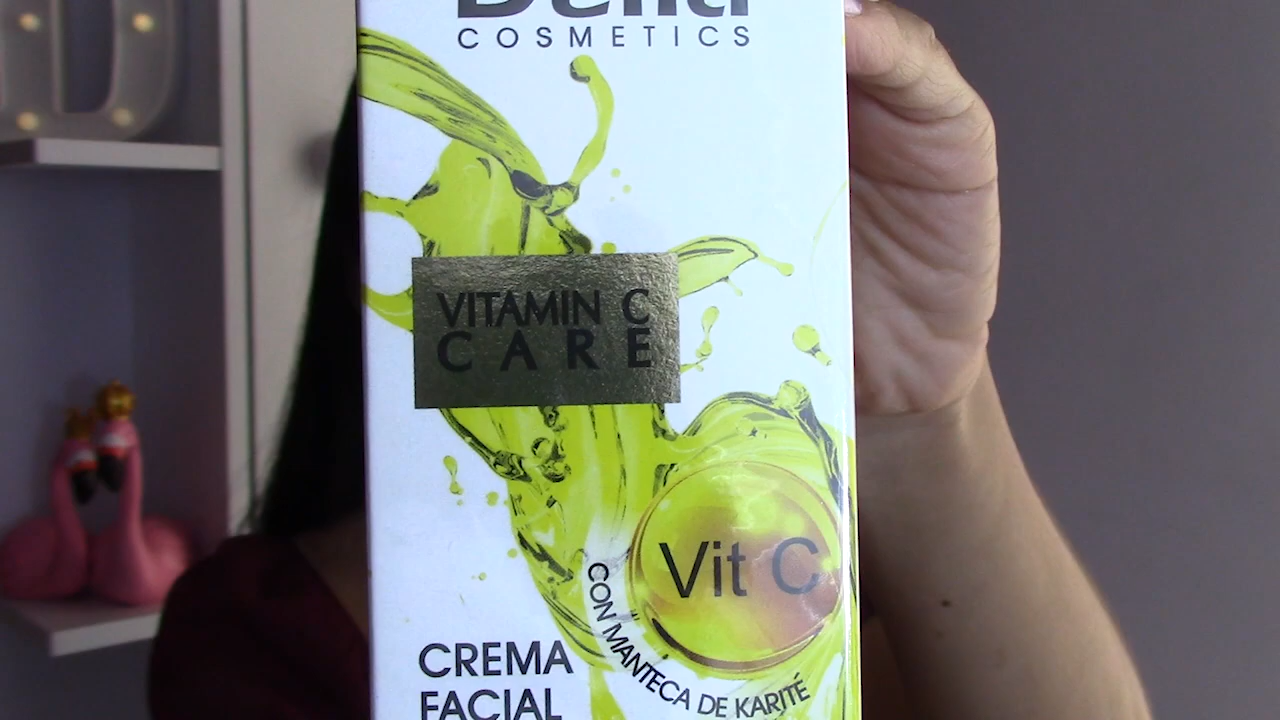 COSMETICS
VITAMIN C
CARE
Vit C
CON MANTECA DE KARITÉ
CREMA
FACIAL